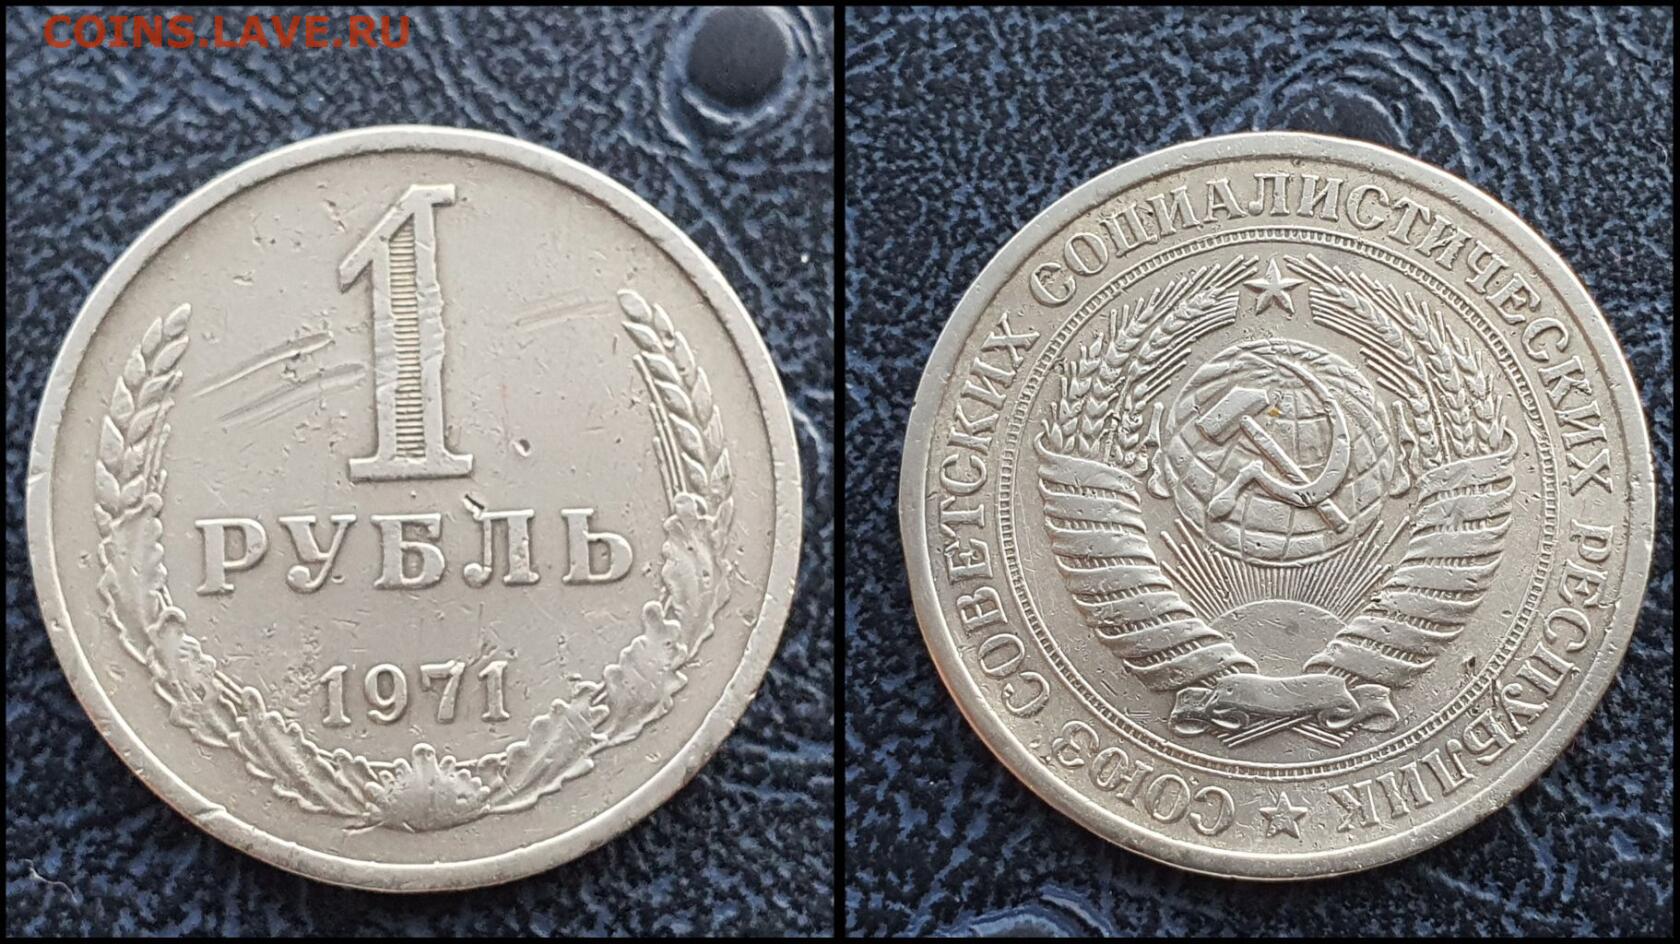 COINS.LAVE.RU
1
РУБЛЬ
1971
СОЮЗ СОВЕТСКИХ СОЦИАЛИСТИЧЕСКИХ РЕСПУБЛИК